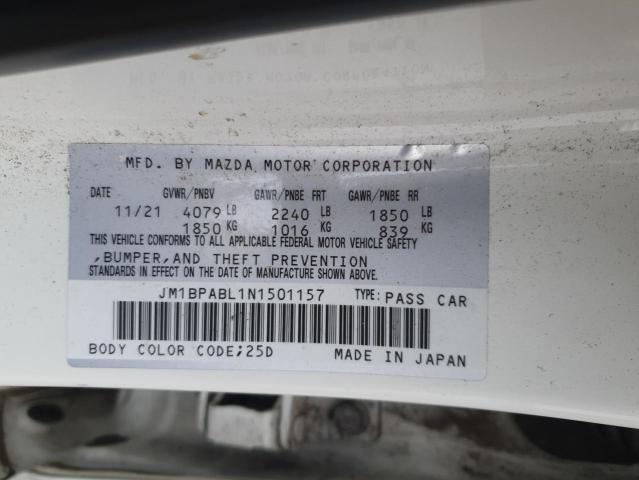 MFD. BY MAZDA MOTOR CORPORATION
DATE GVWR/PNBV GAWR/PNBE FRT GAWR/PNBE RR
11/21 4079 LB 2240 LB 1850 LB
1850 KG 1016 KG 839 KG
THIS VEHICLE CONFORMS TO ALL APPLICABLE FEDERAL MOTOR VEHICLE SAFETY
,BUMPER,AND THEFT PREVENTION
STANDARDS IN EFFECT ON THE DATE OF MANUFACTURE SHOWN ABOVE.
JM1BPABL1N1501157 TYPE: PASS CAR
BODY COLOR CODE;25D MADE IN JAPAN